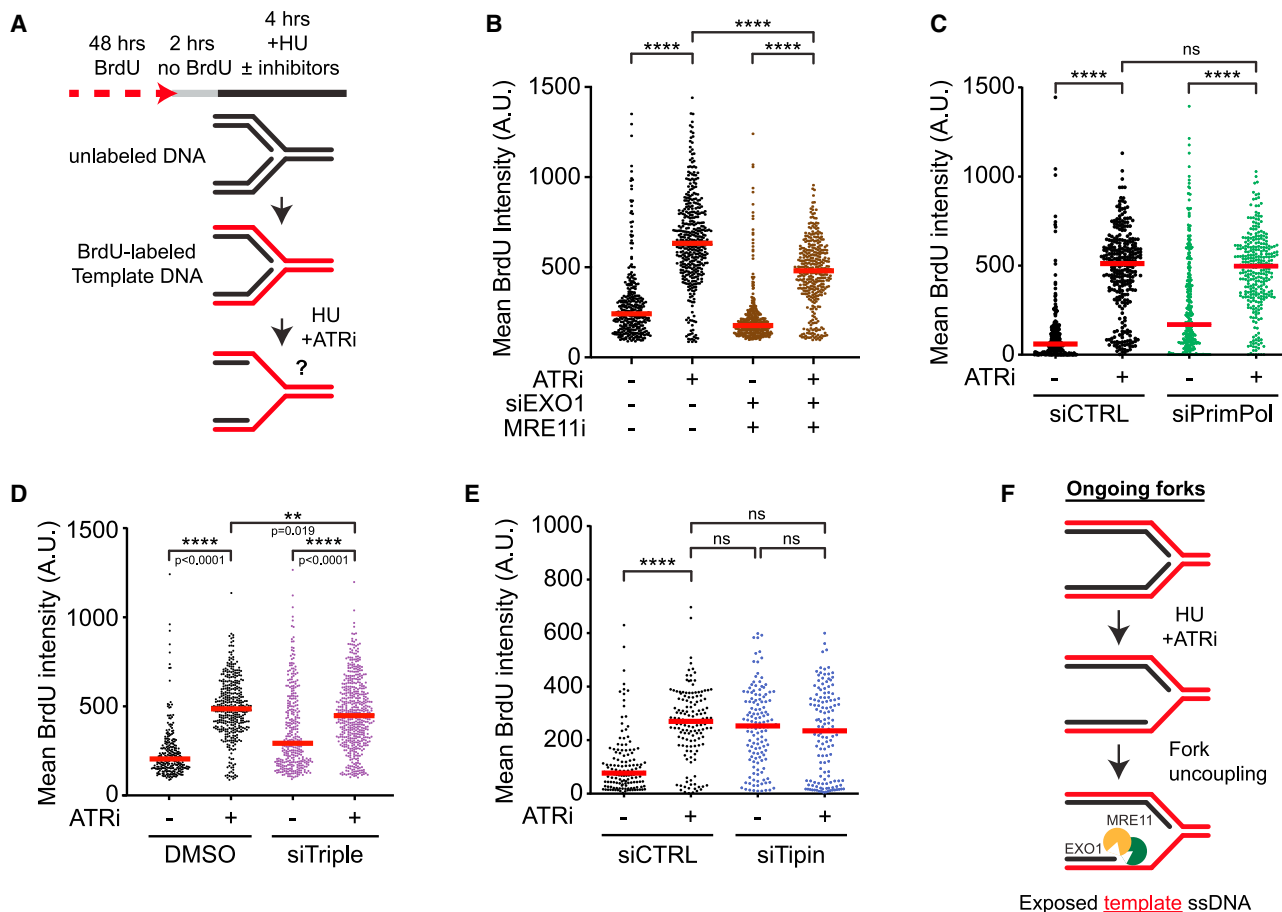 A
48 hrs
BrdU
2 hrs
no BrdU
4 hrs
+HU
± inhibitors
unlabeled DNA
BrdU-labeled
Template DNA
HU
+ATRi
?
B
Mean BrdU Intensity (A.U.)
1500
1000
500
0
****
****
****
ATRi - + - +
siEXO1 - - + +
MRE11i - - + +
C
Mean BrdU intensity (A.U.)
1500
1000
500
0
ns
****
****
ATRi - + - +
siCTRL siPrimPol
D
Mean BrdU intensity (A.U.)
1500
1000
500
0
**
p=0.019
**** ****
p<0.0001 p<0.0001
ATRi - + - +
DMSO siTriple
E
Mean BrdU intensity (A.U.)
1000
800
600
400
200
0
ns
ns ns
****
ATRi - + - +
siCTRL siTipin
F
Ongoing forks
HU
+ATRi
Fork
uncoupling
MRE11
EXO1
Exposed template ssDNA